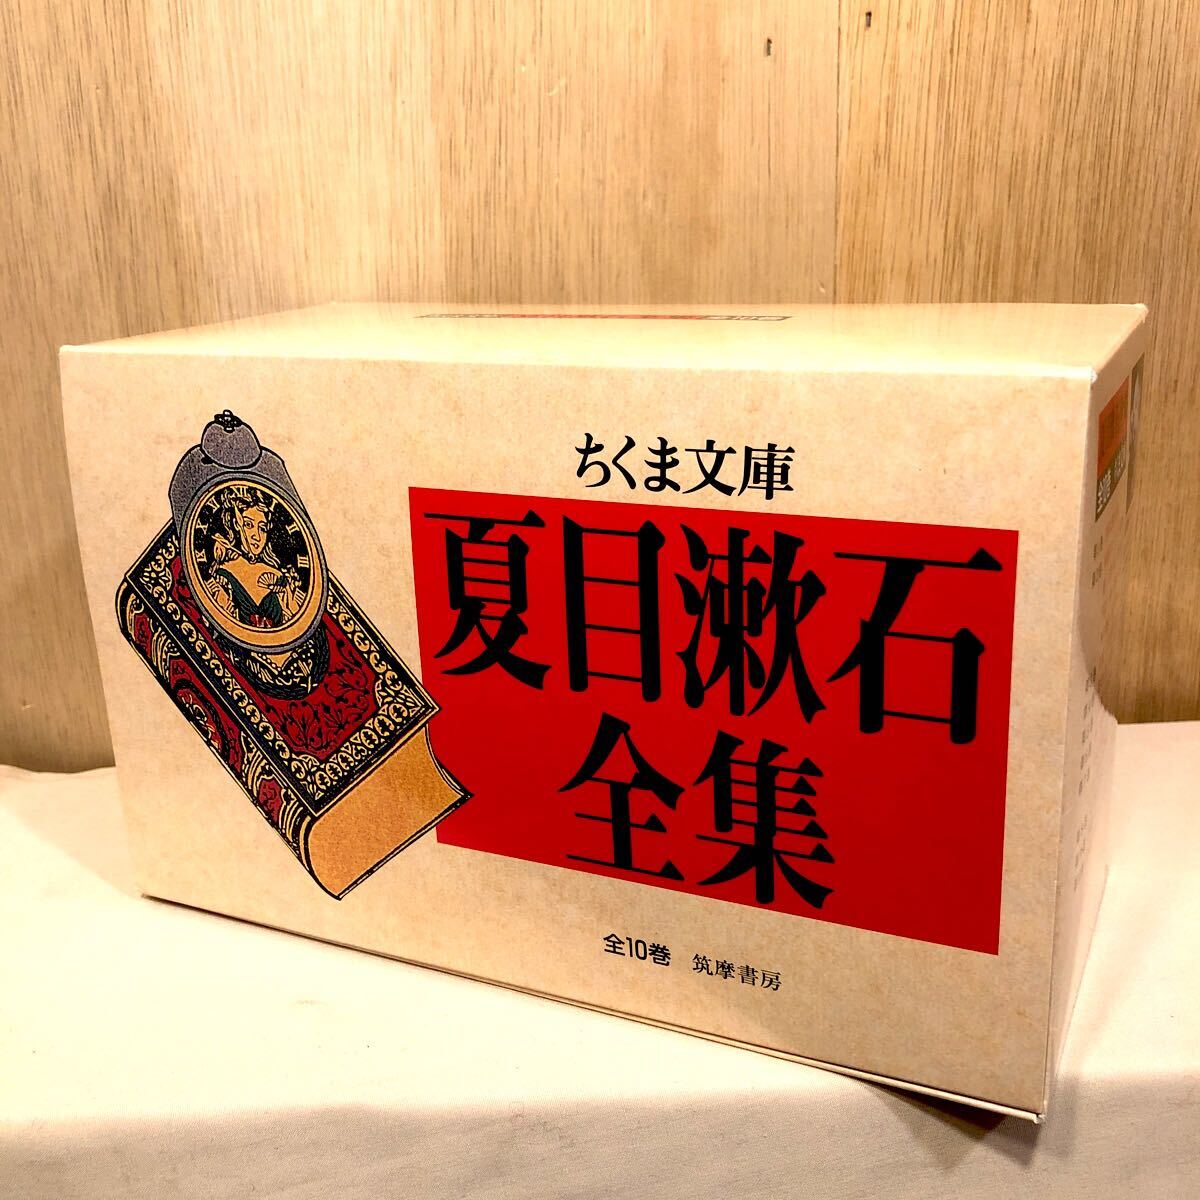 ちくま文庫
夏目漱石
全集
全10巻 筑摩書房